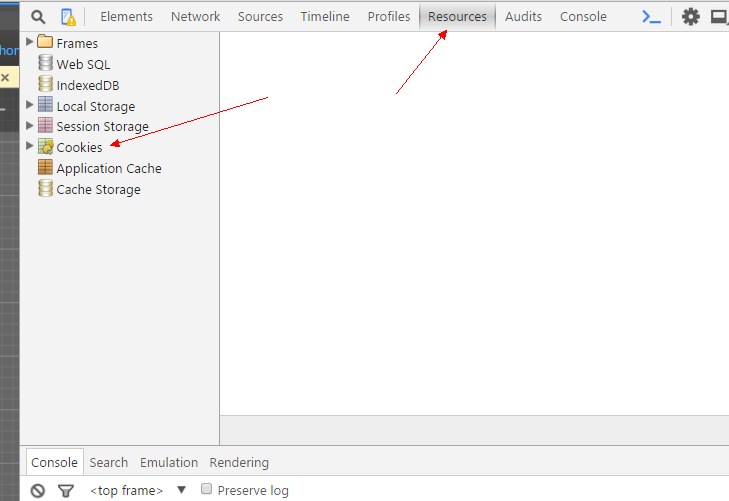 Elements Network Sources Timeline Profiles Resources Audits Console
Frames
Web SQL
IndexedDB
Local Storage
Session Storage
Cookies
Application Cache
Cache Storage
Console Search Emulation Rendering
<top frame> Preserve log